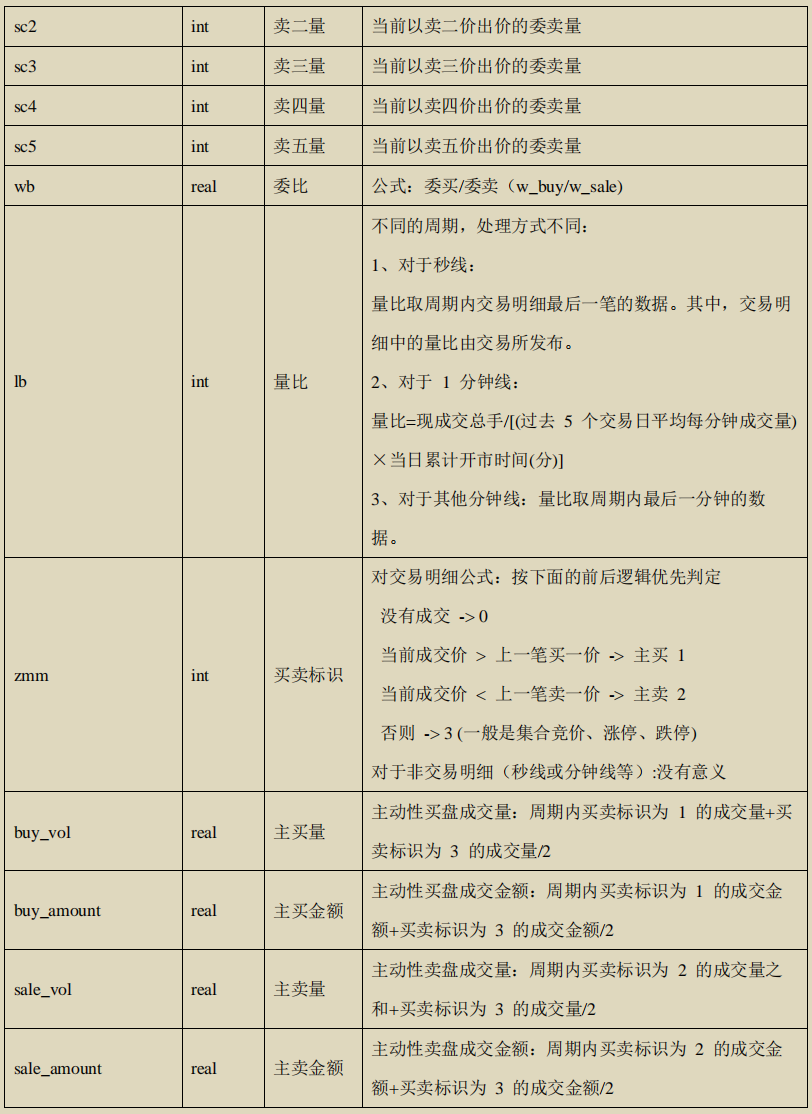 sc2 int 卖二量 当前以卖二价出价的委卖量
sc3 int 卖三量 当前以卖三价出价的委卖量
sc4 int 卖四量 当前以卖四价出价的委卖量
sc5 int 卖五量 当前以卖五价出价的委卖量
wb real 委比 公式：委买/委卖（w_buy/w_sale)
不同的周期，处理方式不同：
1、对于秒线：
量比取周期内交易明细最后一笔的数据。其中，交易明
细中的量比由交易所发布。
lb int 量比 2、对于 1 分钟线：
量比=现成交总手/[(过去 5 个交易日平均每分钟成交量)
×当日累计开市时间(分)]
3、对于其他分钟线：量比取周期内最后一分钟的数
据。
对交易明细公式：按下面的前后逻辑优先判定
没有成交 -> 0
当前成交价 > 上一笔买一价 -> 主买 1
zmm int 买卖标识 当前成交价 < 上一笔卖一价 -> 主卖 2
否则 -> 3 (一般是集合竞价、涨停、跌停)
对于非交易明细（秒线或分钟线等）:没有意义
buy_vol real 主买量 主动性买盘成交量：周期内买卖标识为 1 的成交量+买
卖标识为 3 的成交量/2
buy_amount real 主买金额 主动性买盘成交金额：周期内买卖标识为 1 的成交金
额+买卖标识为 3 的成交金额/2
sale_vol real 主卖量 主动性卖盘成交量：周期内买卖标识为 2 的成交量之
和+买卖标识为 3 的成交量/2
sale_amount real 主卖金额 主动性卖盘成交金额：周期内买卖标识为 2 的成交金
额+买卖标识为 3 的成交金额/2